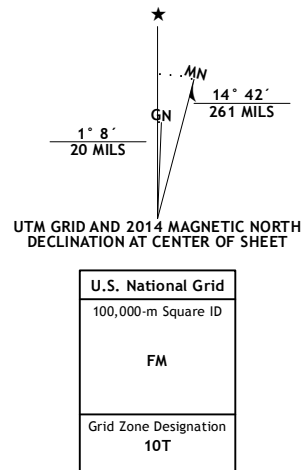 ★
MN
GN
1° 8´
20 MILS
14° 42´
261 MILS
UTM GRID AND 2014 MAGNETIC NORTH
DECLINATION AT CENTER OF SHEET
U.S. National Grid
100,000-m Square ID
FM
Grid Zone Designation
10T